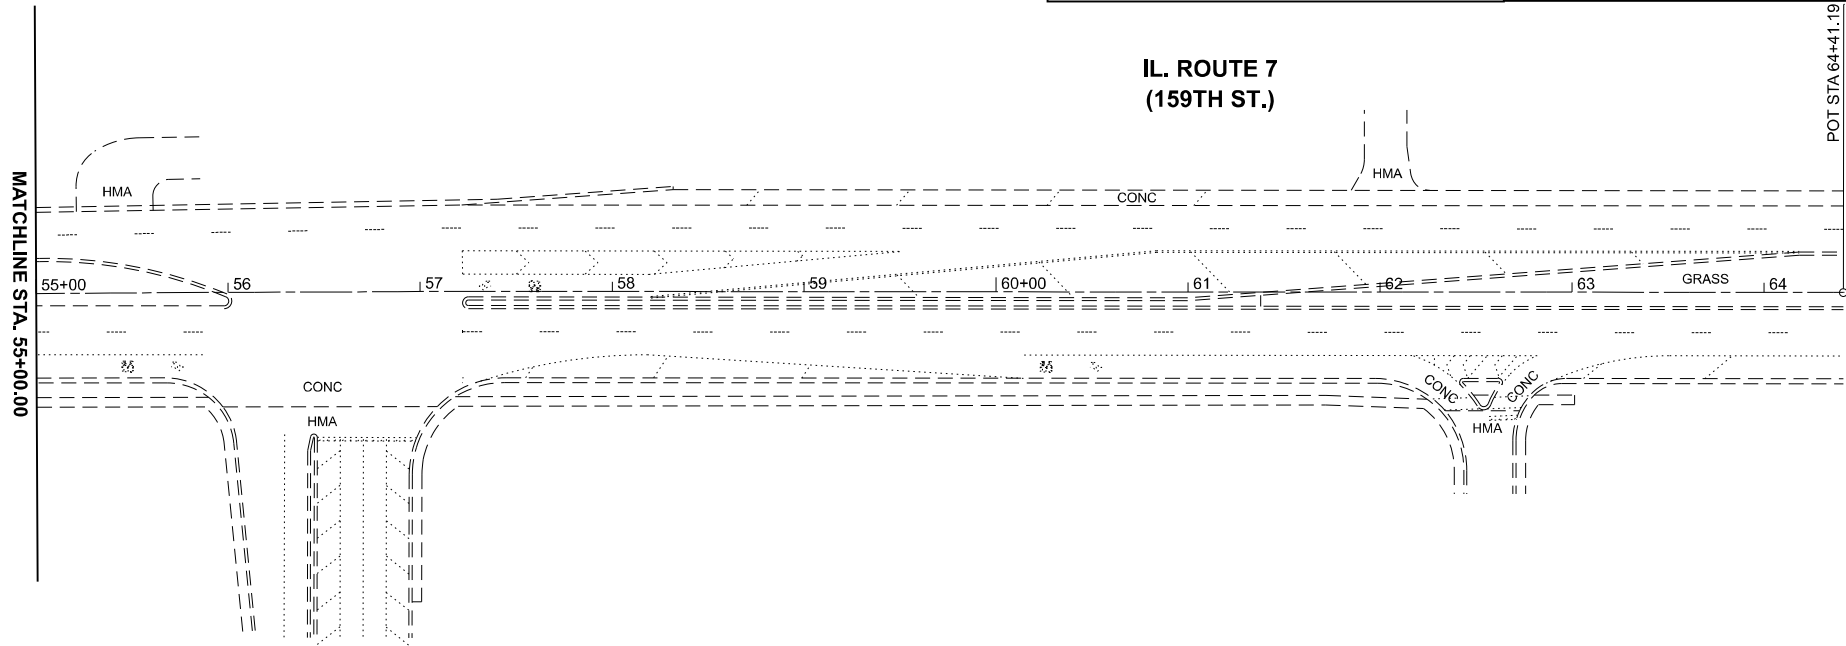 IL. ROUTE 7
(159TH ST.)
POT STA 64+41.19
MATCHLINE STA. 55+00.00
HMA
HMA
CONC
55+00
56
57
58
59
60+00
61
62
63
64
GRASS
CONC
CONC
CONC
HMA
HMA